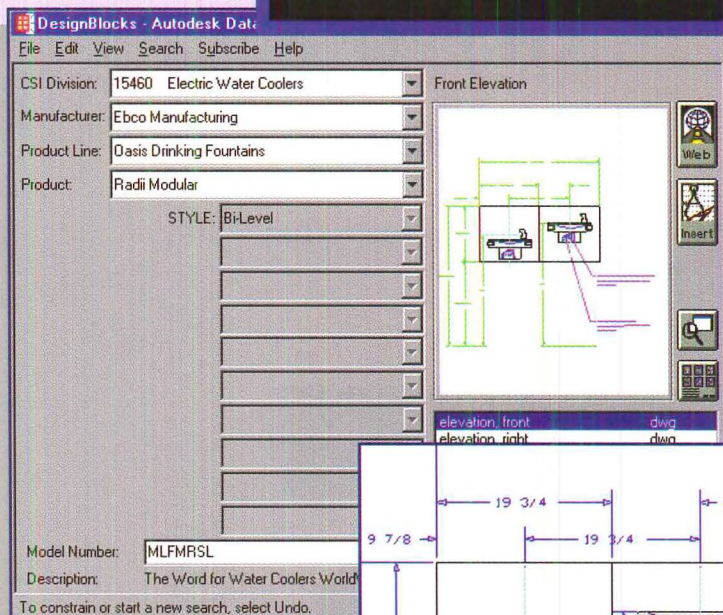 DesignBlocks - Autodesk Data
File Edit View Search Subscribe Help
CSI Division: 15460 Electric Water Coolers
Manufacturer: Ebco Manufacturing
Product Line: Oasis Drinking Fountains
Product: Radii Modular
STYLE: Bi-Level
Front Elevation
Web
Insert
elevation, front dwg
elevation, right dwg
19 3/4
9 7/8 19 3/4
Model Number: MLFMRSL
Description: The Word for Water Coolers World
To constrain or start a new search, select Undo.